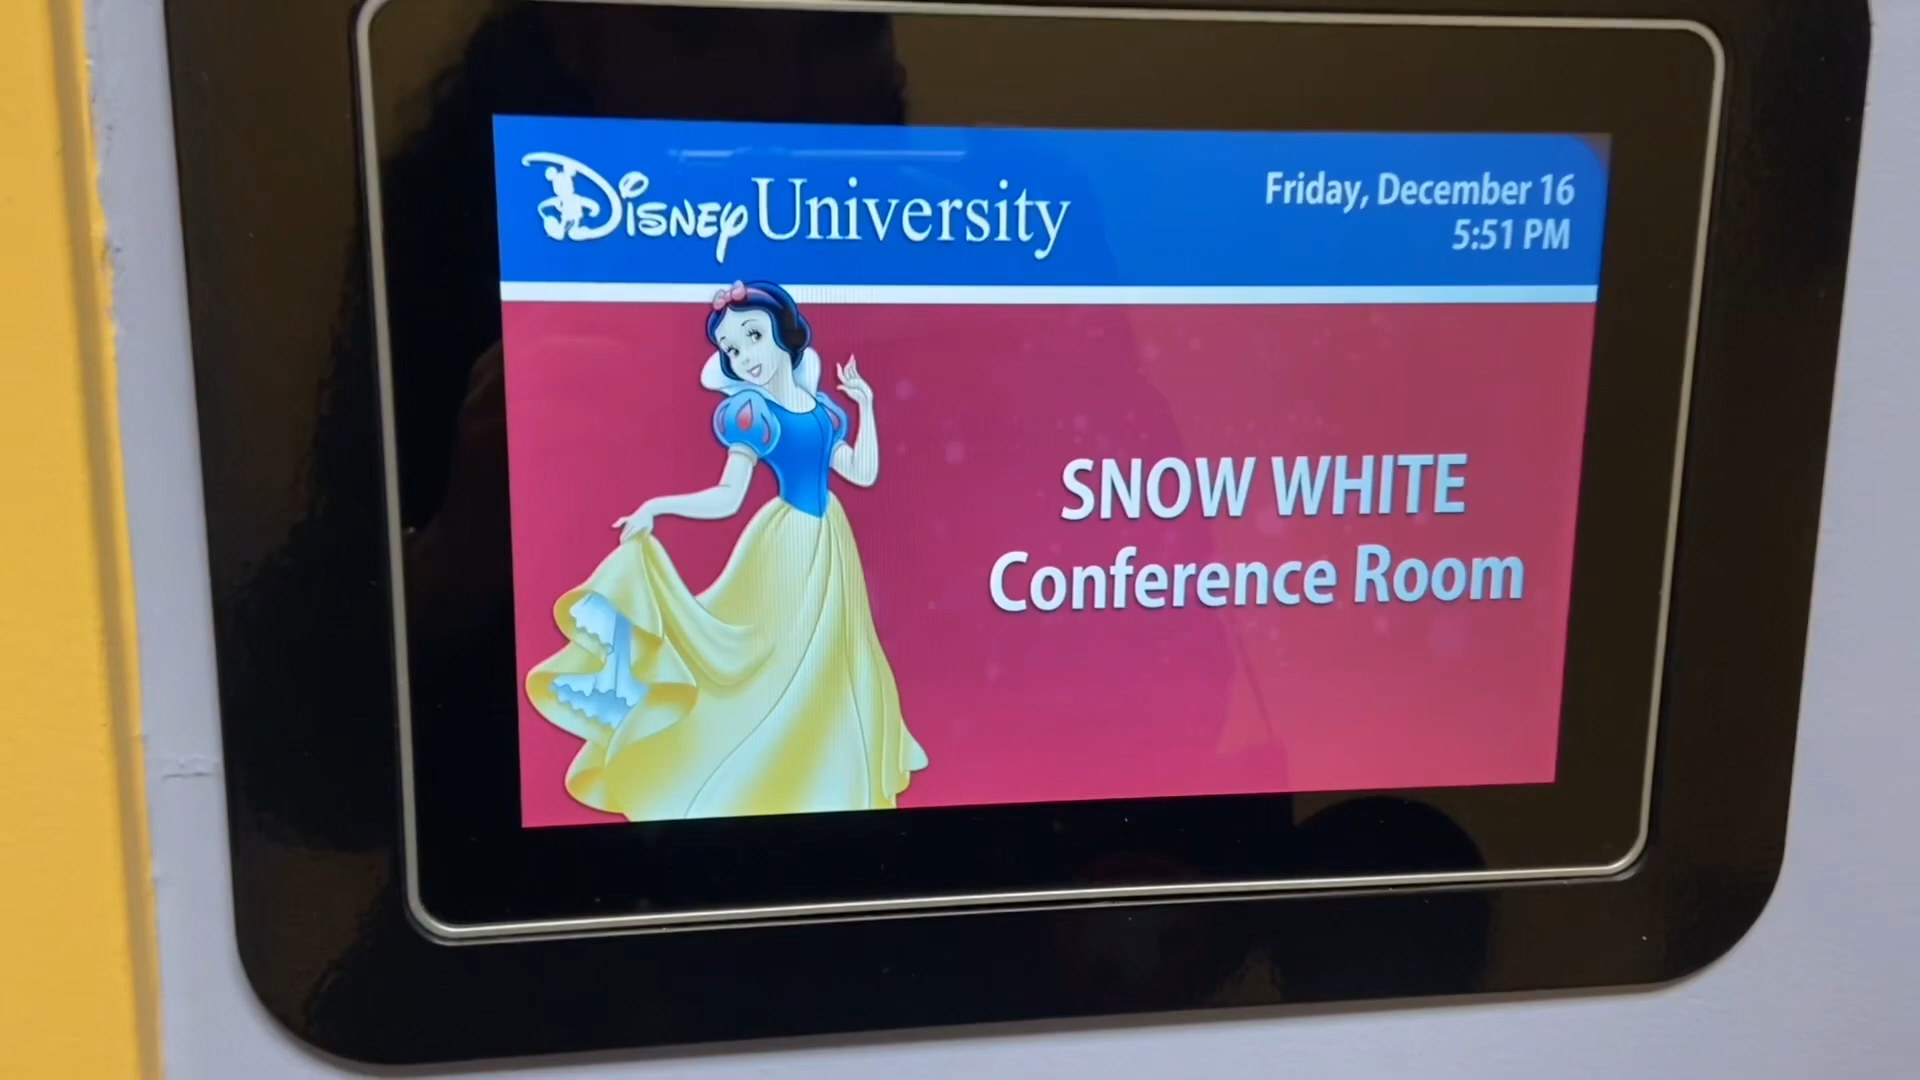 Disney University
Friday, December 16
5:51 PM
SNOW WHITE
Conference Room